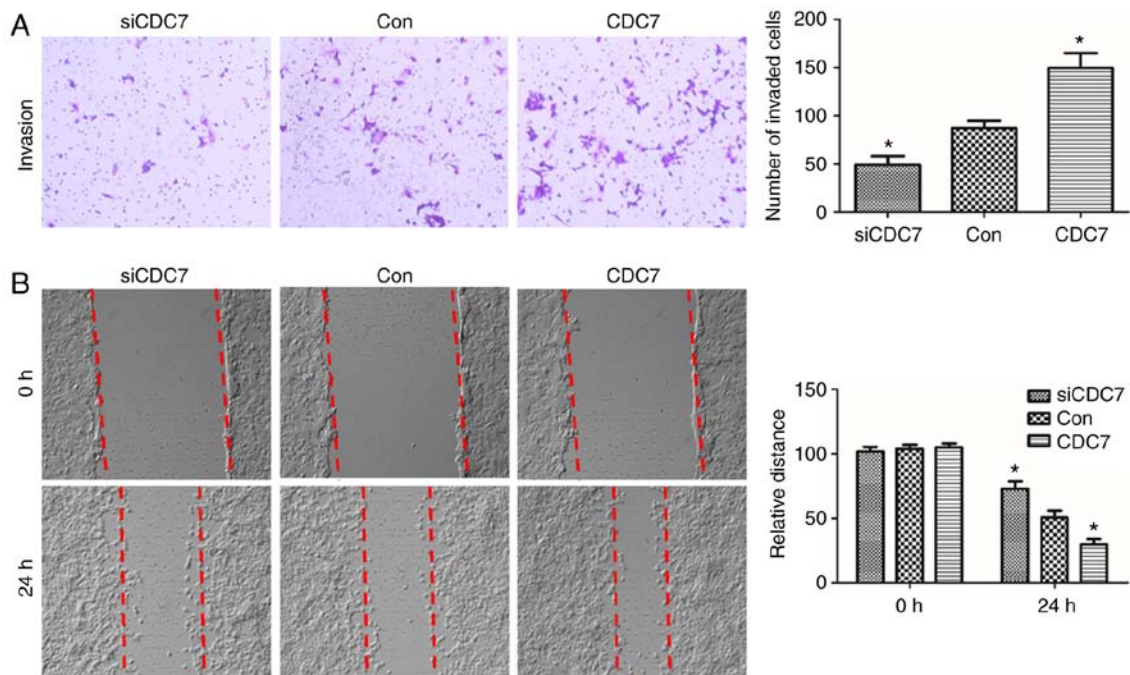 A
siCDC7
Con
CDC7
Invasion
Number of invaded cells
200
150
100
50
0
*
*
siCDC7
Con
CDC7
B
siCDC7
Con
CDC7
0 h
24 h
Relative distance
150
100
50
0
siCDC7
Con
CDC7
*
*
0 h
24 h